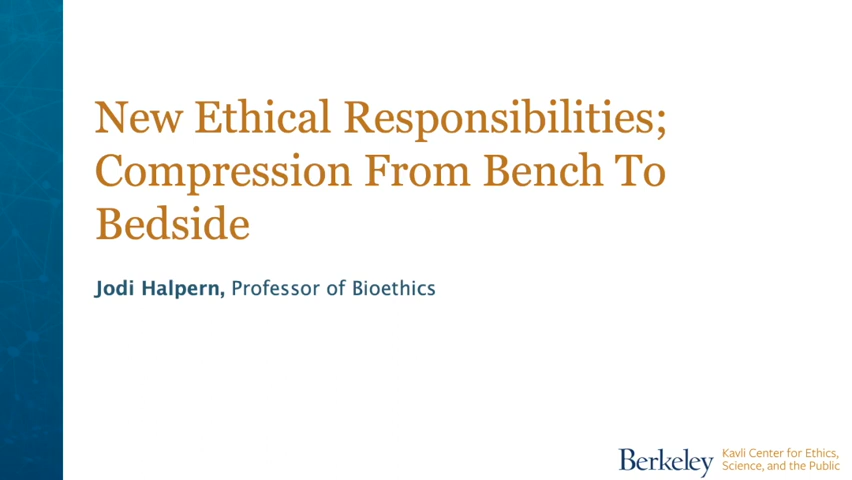 New Ethical Responsibilities;
Compression From Bench To
Bedside
Jodi Halpern, Professor of Bioethics
Berkeley
Kavli Center for Ethics,
Science, and the Public